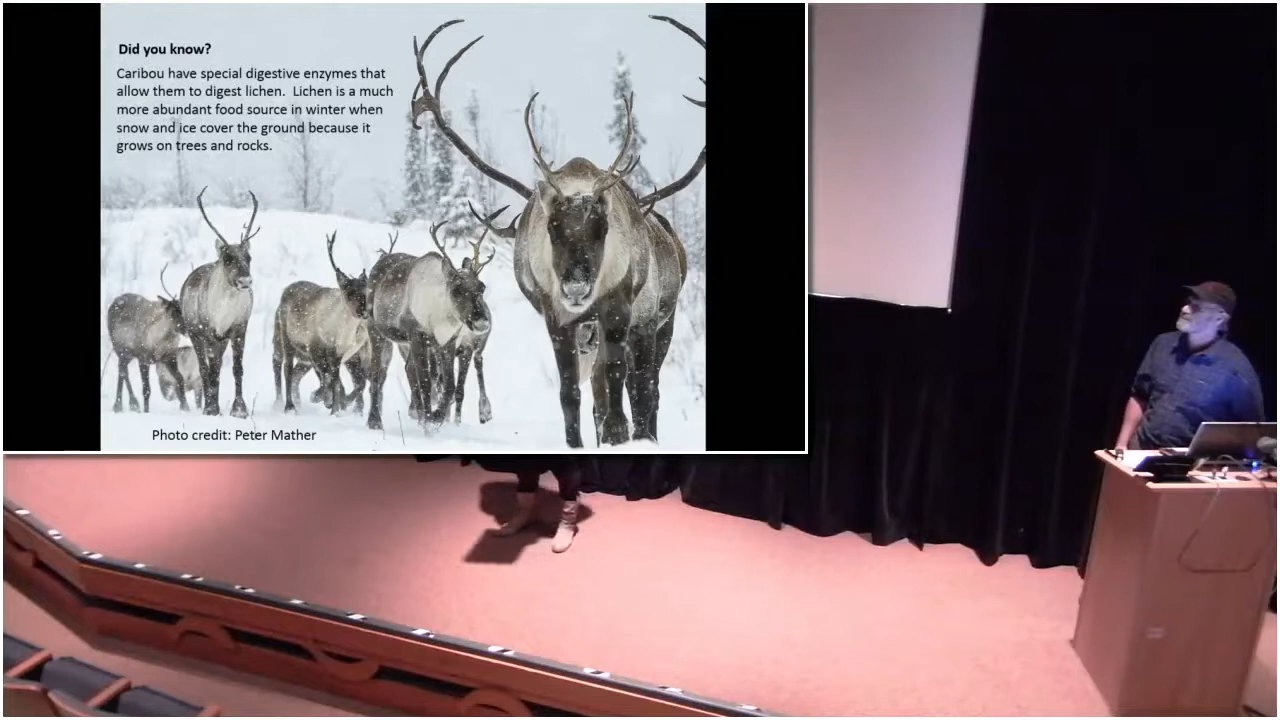 Did you know?
Caribou have special digestive enzymes that
allow them to digest lichen.  Lichen is a much
more abundant food source in winter when
snow and ice cover the ground because it
grows on trees and rocks.
Photo credit: Peter Mather